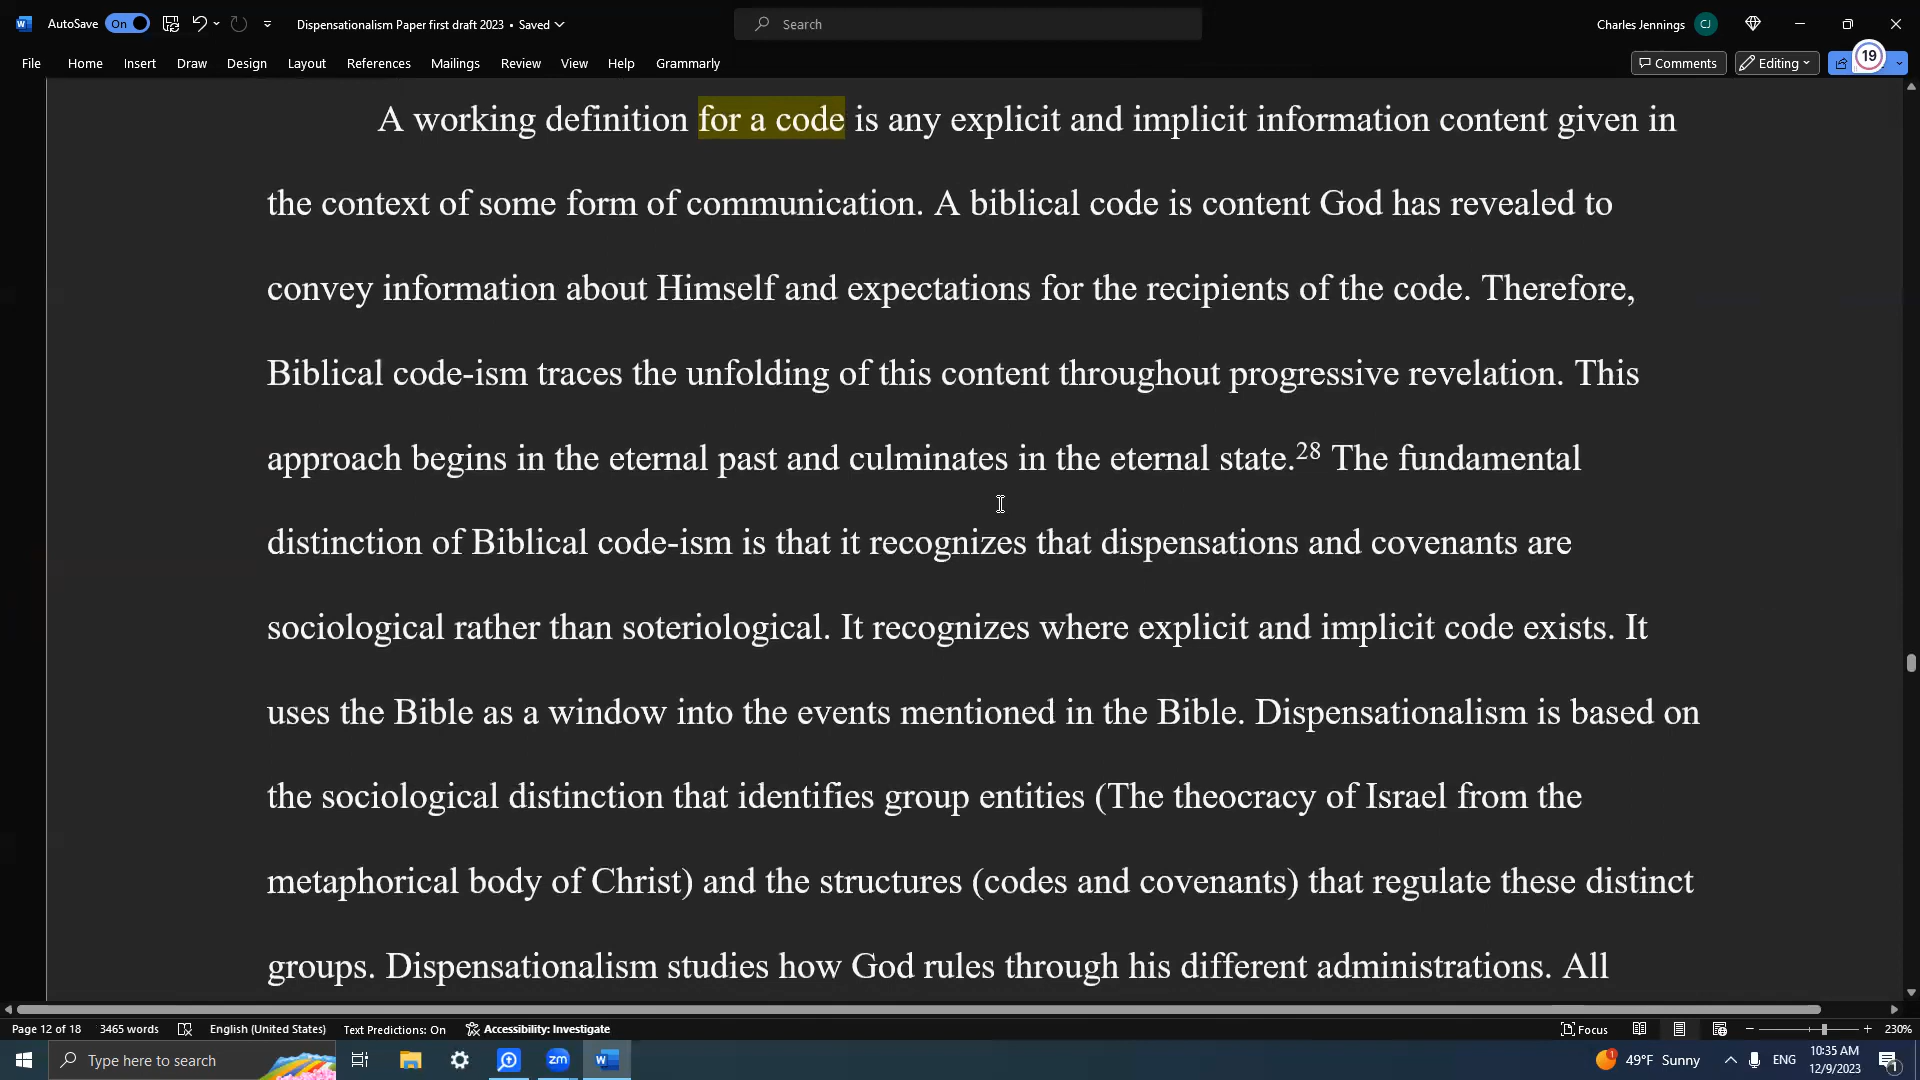 AutoSave On Dispensationalism Paper first draft 2023 • Saved Search Charles Jennings CJ
File Home Insert Draw Design Layout References Mailings Review View Help Grammarly Comments Editing 19
A working definition for a code is any explicit and implicit information content given in
the context of some form of communication. A biblical code is content God has revealed to
convey information about Himself and expectations for the recipients of the code. Therefore,
Biblical code-ism traces the unfolding of this content throughout progressive revelation. This
approach begins in the eternal past and culminates in the eternal state.28 The fundamental
distinction of Biblical code-ism is that it recognizes that dispensations and covenants are
sociological rather than soteriological. It recognizes where explicit and implicit code exists. It
uses the Bible as a window into the events mentioned in the Bible. Dispensationalism is based on
the sociological distinction that identifies group entities (The theocracy of Israel from the
metaphorical body of Christ) and the structures (codes and covenants) that regulate these distinct
groups. Dispensationalism studies how God rules through his different administrations. All
Page 12 of 18 3465 words English (United States) Text Predictions: On Accessibility: Investigate Focus 230%
Type here to search zm W 1 49°F Sunny ENG 10:35 AM
12/9/2023 1